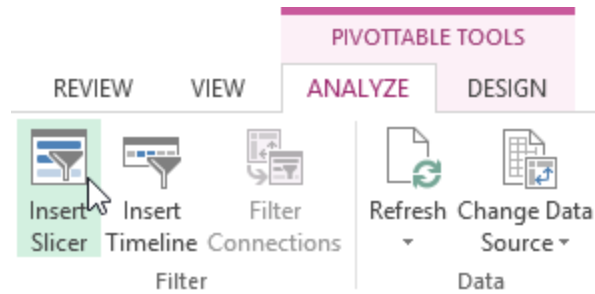 PIVOTTABLE TOOLS
REVIEW VIEW ANALYZE DESIGN
Insert Insert Filter Refresh Change Data
Slicer Timeline Connections Source
Filter Data